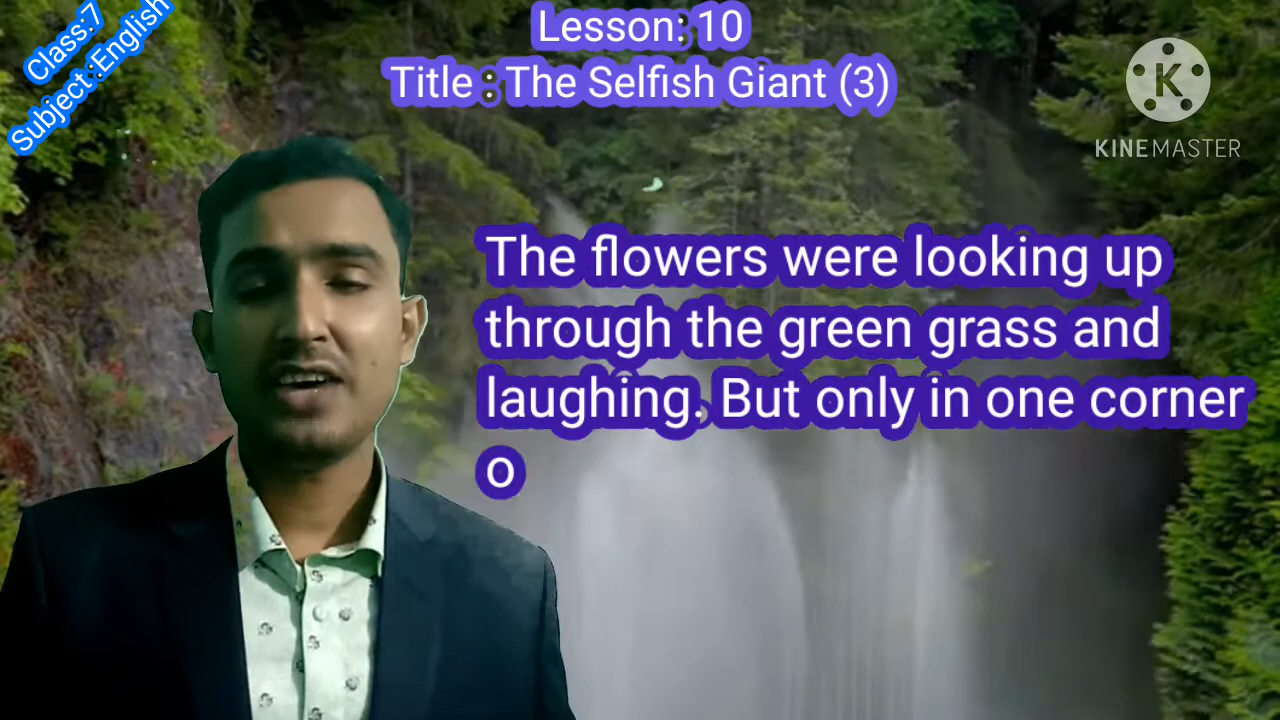 Class:7
Subject:English
Lesson: 10
Title : The Selfish Giant (3)
K
KINEMASTER
The flowers were looking up
through the green grass and
laughing. But only in one corner
o